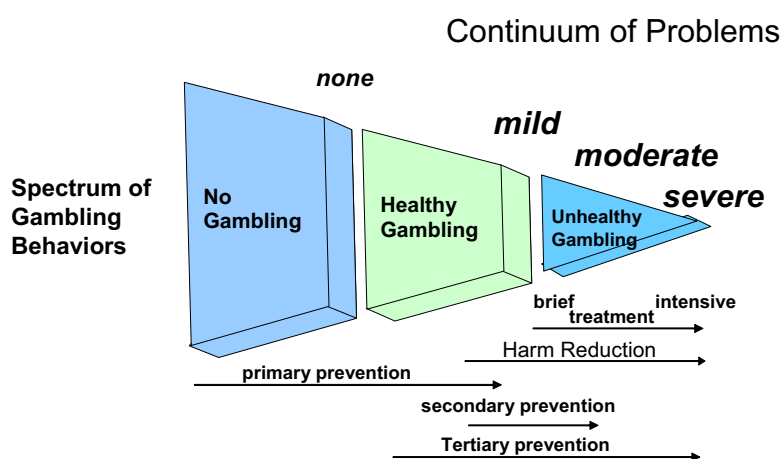 Continuum of Problems
none
mild
moderate
severe
Spectrum of
Gambling
Behaviors
No
Gambling
Healthy
Gambling
Unhealthy
Gambling
brief intensive
treatment
Harm Reduction
primary prevention
secondary prevention
Tertiary prevention